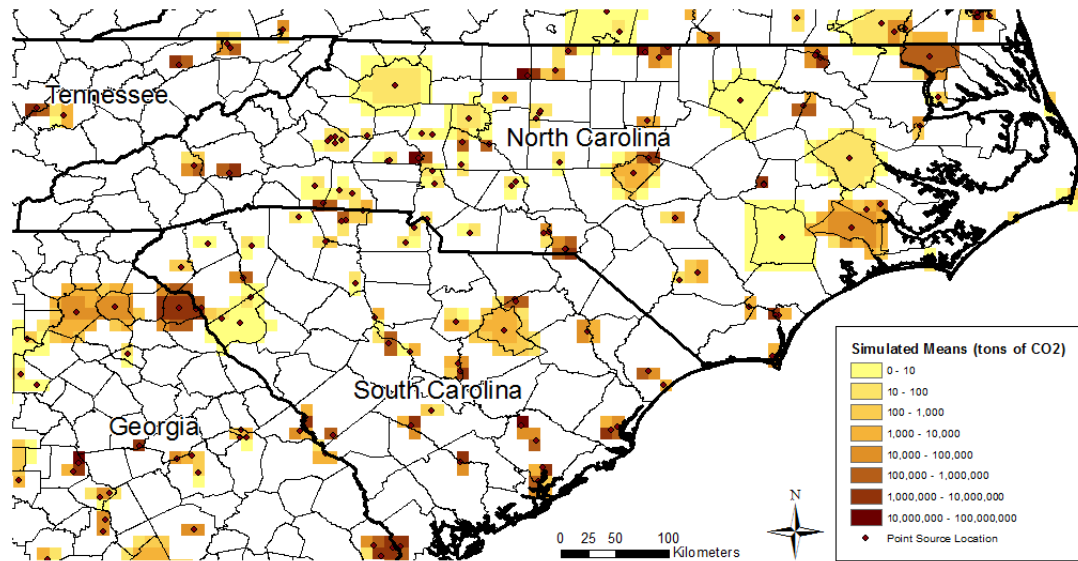 Tennessee
North Carolina
South Carolina
Georgia
Simulated Means (tons of CO2)
0 - 10
10 - 100
100 - 1,000
1,000 - 10,000
10,000 - 100,000
100,000 - 1,000,000
1,000,000 - 10,000,000
10,000,000 - 100,000,000
Point Source Location
N
0 25 50 100
Kilometers